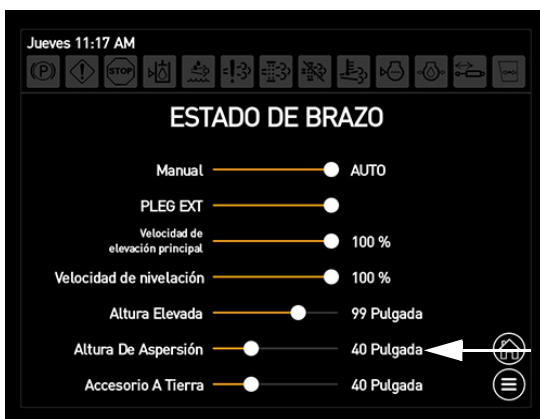 Jueves 11:17 AM
(P) STOP
ESTADO DE BRAZO
Manual AUTO
PLEG EXT
Velocidad de
elevación principal 100 %
Velocidad de nivelación 100 %
Altura Elevada 99 Pulgada
Altura De Aspersión 40 Pulgada
Accesorio A Tierra 40 Pulgada